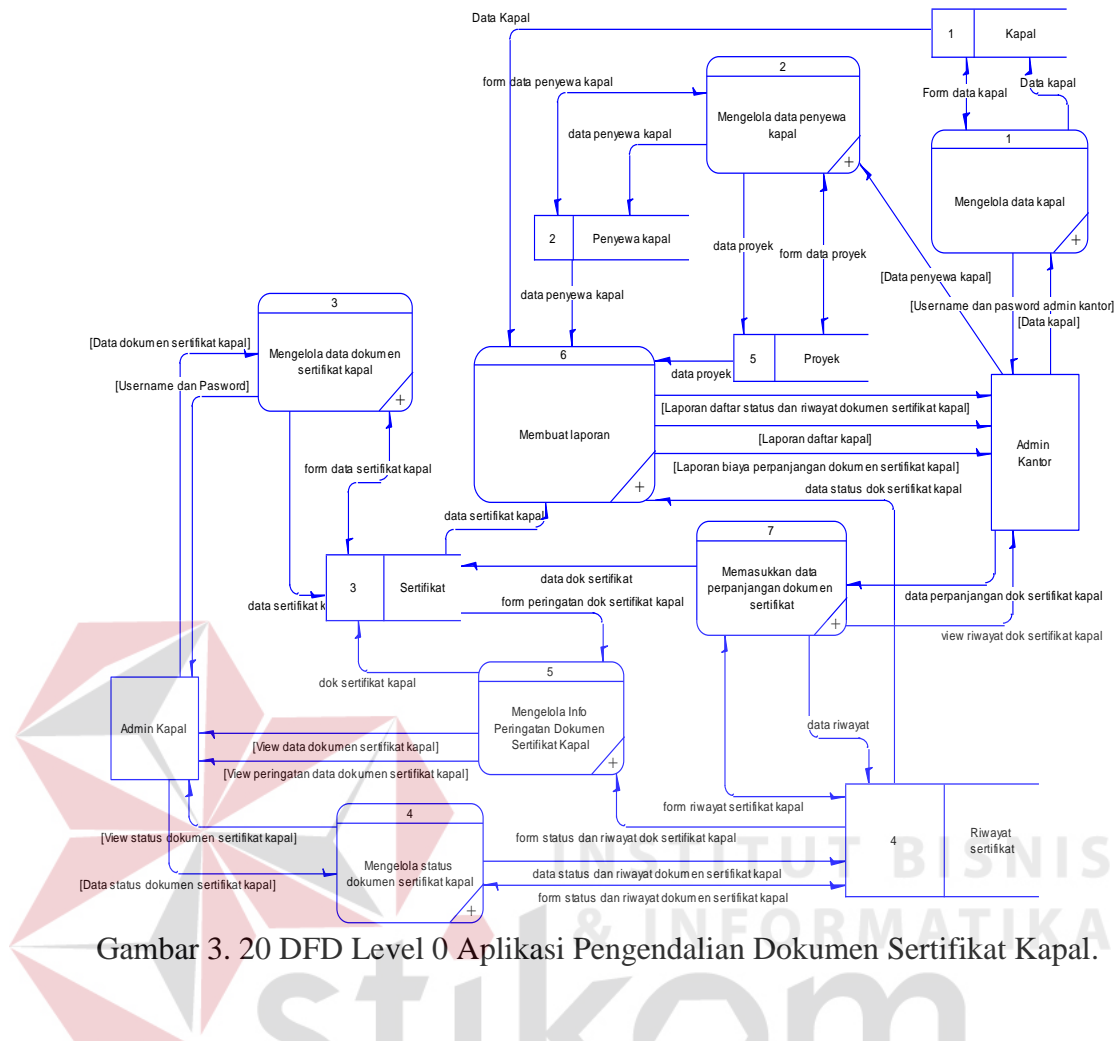 Data Kapal
1
Kapal
2
Mengelola data penyewa
kapal
form data penyewa kapal
Form data kapal
Data kapal
data penyewa kapal
1
Mengelola data kapal
2
Penyewa kapal
data proyek
form data proyek
[Data penyewa kapal]
[Username dan pasword admin kantor]
[Data kapal]
data penyewa kapal
3
Mengelola data dokumen
sertifikat kapal
[Data dokumen sertifikat kapal]
[Username dan Pasword]
6
Membuat laporan
5
Proyek
data proyek
[Laporan daftar status dan riwayat dokumen sertifikat kapal]
[Laporan daftar kapal]
[Laporan biaya perpanjangan dokumen sertifikat kapal]
Admin
Kantor
form data sertifikat kapal
data status dok sertifikat kapal
data sertifikat kapal
7
Memasukkan data
perpanjangan dokumen
sertifikat
3
Sertifikat
data dok sertifikat
data sertifikat k
form peringatan dok sertifikat kapal
data perpanjangan dok sertifikat kapal
view riwayat dok sertifikat kapal
dok sertifikat kapal
5
Mengelola Info
Peringatan Dokumen
Sertifikat Kapal
Admin Kapal
[View data dokumen sertifikat kapal]
[View peringatan data dokumen sertifikat kapal]
data riwayat
form riwayat sertifikat kapal
4
Mengelola status
dokumen sertifikat kapal
[View status dokumen sertifikat kapal]
[Data status dokumen sertifikat kapal]
form status dan riwayat dok sertifikat kapal
data status dan riwayat dokumen sertifikat kapal
form status dan riwayat dokumen sertifikat kapal
4
Riwayat
sertifikat
INSTITUT BISNIS
& INFORMATIKA
Gambar 3. 20 DFD Level 0 Aplikasi Pengendalian Dokumen Sertifikat Kapal.
stikom